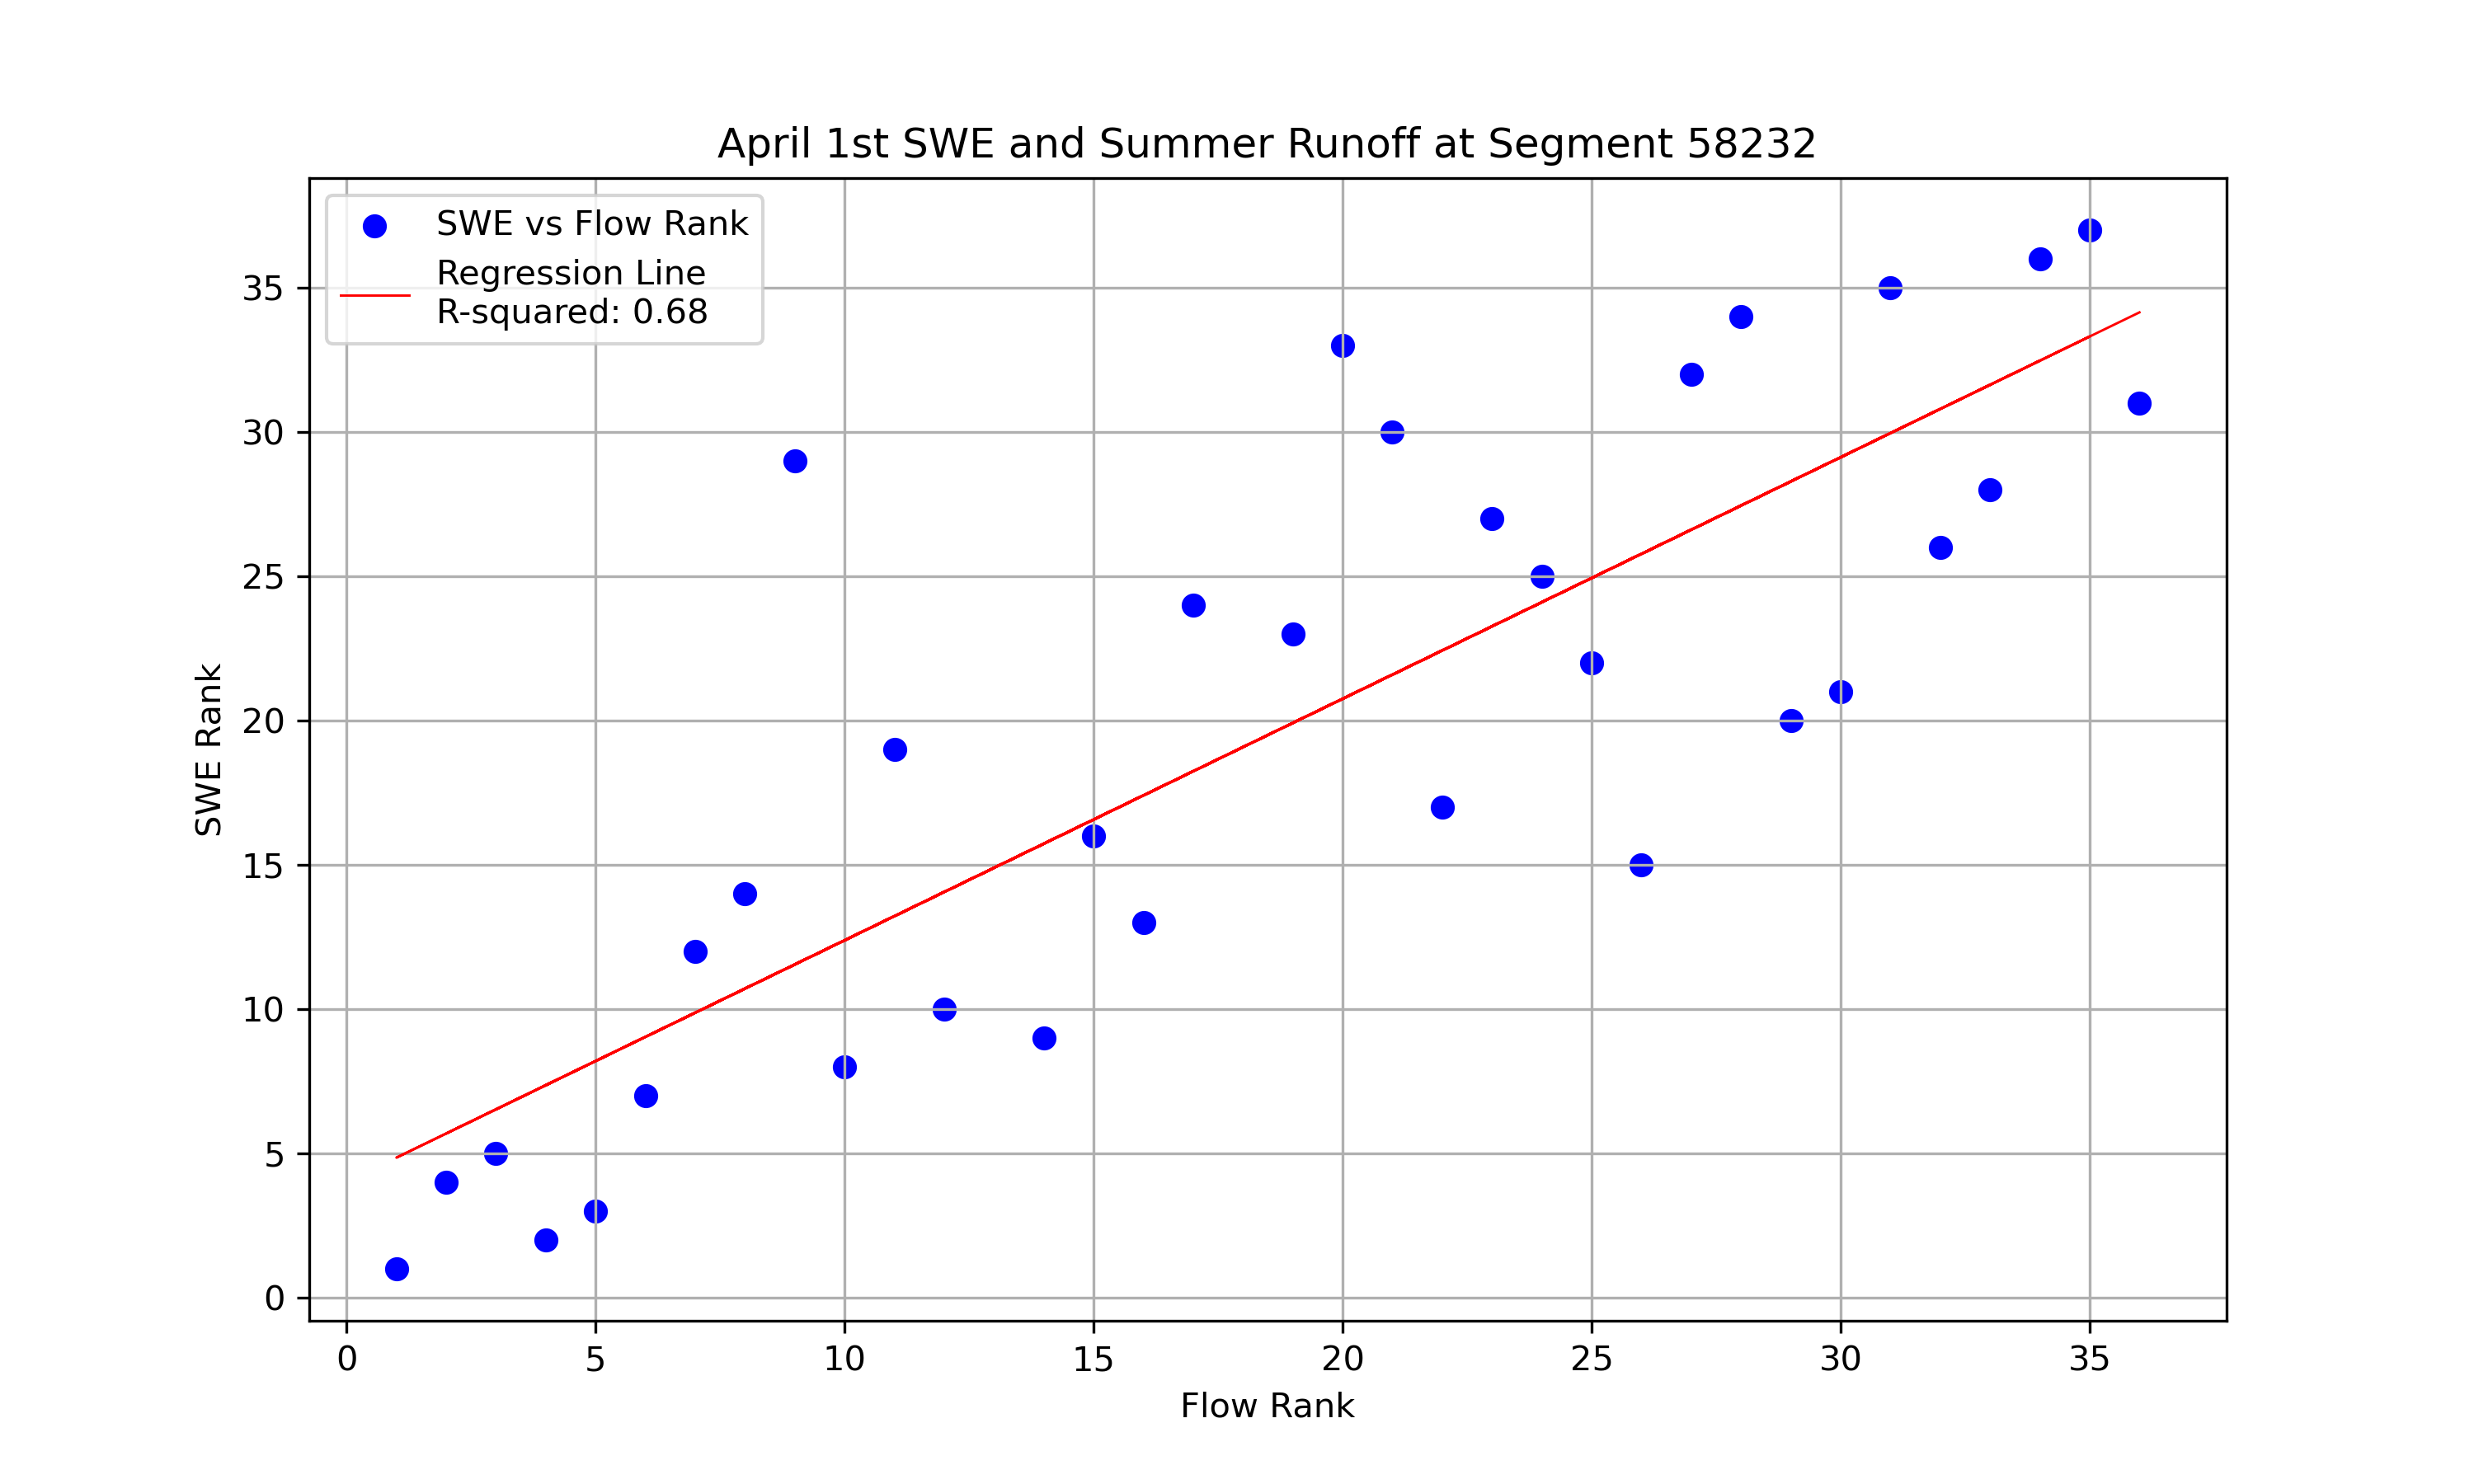 April 1st SWE and Summer Runoff at Segment 58232
SWE vs Flow Rank
Regression Line
R-squared: 0.68
35
30
25
20
15
10
5
0
SWE Rank
0 5 10 15 20 25 30 35
Flow Rank